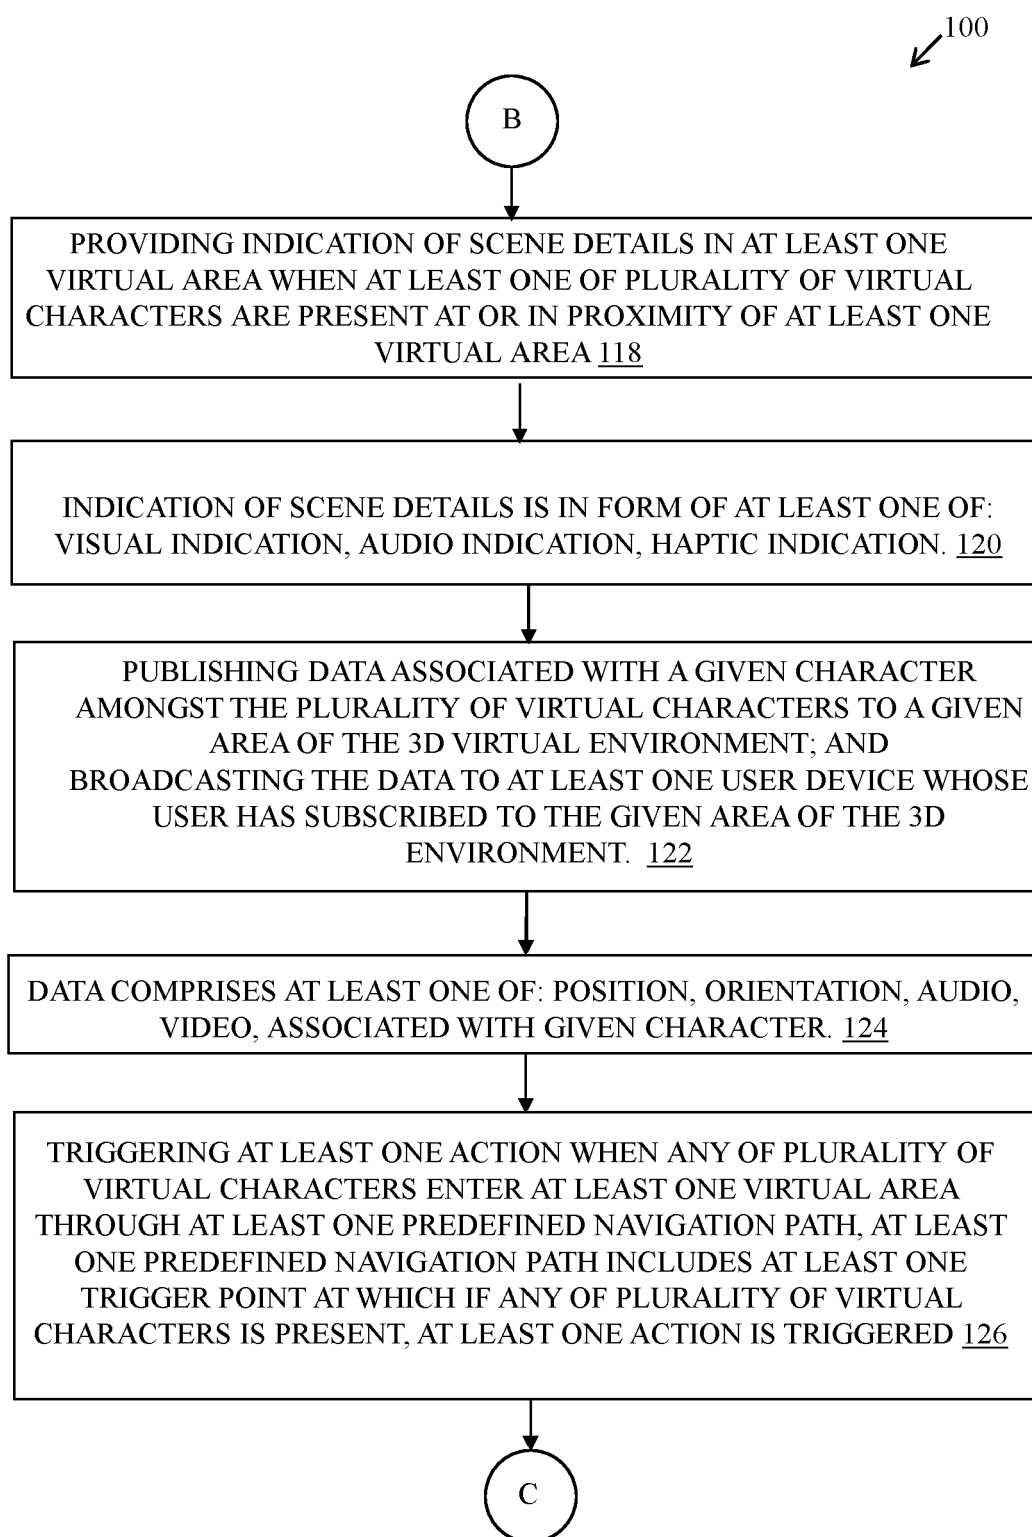 100
B
PROVIDING INDICATION OF SCENE DETAILS IN AT LEAST ONE
VIRTUAL AREA WHEN AT LEAST ONE OF PLURALITY OF VIRTUAL
CHARACTERS ARE PRESENT AT OR IN PROXIMITY OF AT LEAST ONE
VIRTUAL AREA 118
INDICATION OF SCENE DETAILS IS IN FORM OF AT LEAST ONE OF:
VISUAL INDICATION, AUDIO INDICATION, HAPTIC INDICATION. 120
PUBLISHING DATA ASSOCIATED WITH A GIVEN CHARACTER
AMONGST THE PLURALITY OF VIRTUAL CHARACTERS TO A GIVEN
AREA OF THE 3D VIRTUAL ENVIRONMENT; AND
BROADCASTING THE DATA TO AT LEAST ONE USER DEVICE WHOSE
USER HAS SUBSCRIBED TO THE GIVEN AREA OF THE 3D
ENVIRONMENT. 122
DATA COMPRISES AT LEAST ONE OF: POSITION, ORIENTATION, AUDIO,
VIDEO, ASSOCIATED WITH GIVEN CHARACTER. 124
TRIGGERING AT LEAST ONE ACTION WHEN ANY OF PLURALITY OF
VIRTUAL CHARACTERS ENTER AT LEAST ONE VIRTUAL AREA
THROUGH AT LEAST ONE PREDEFINED NAVIGATION PATH, AT LEAST
ONE PREDEFINED NAVIGATION PATH INCLUDES AT LEAST ONE
TRIGGER POINT AT WHICH IF ANY OF PLURALITY OF VIRTUAL
CHARACTERS IS PRESENT, AT LEAST ONE ACTION IS TRIGGERED 126
C